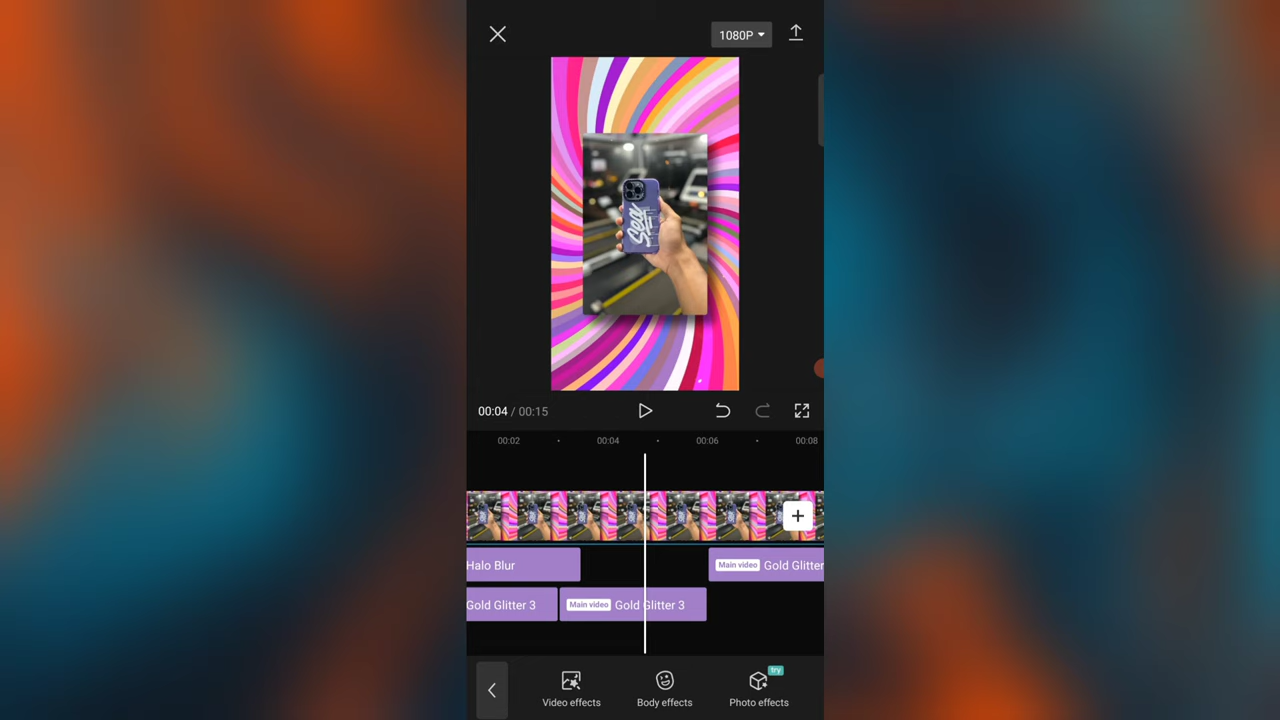 1080P
Sea
00:04 / 00:15
00:02 00:04 00:06 00:08
Halo Blur
Main video Gold Glitter
Gold Glitter 3
Main video Gold Glitter 3
try
Video effects Body effects Photo effects